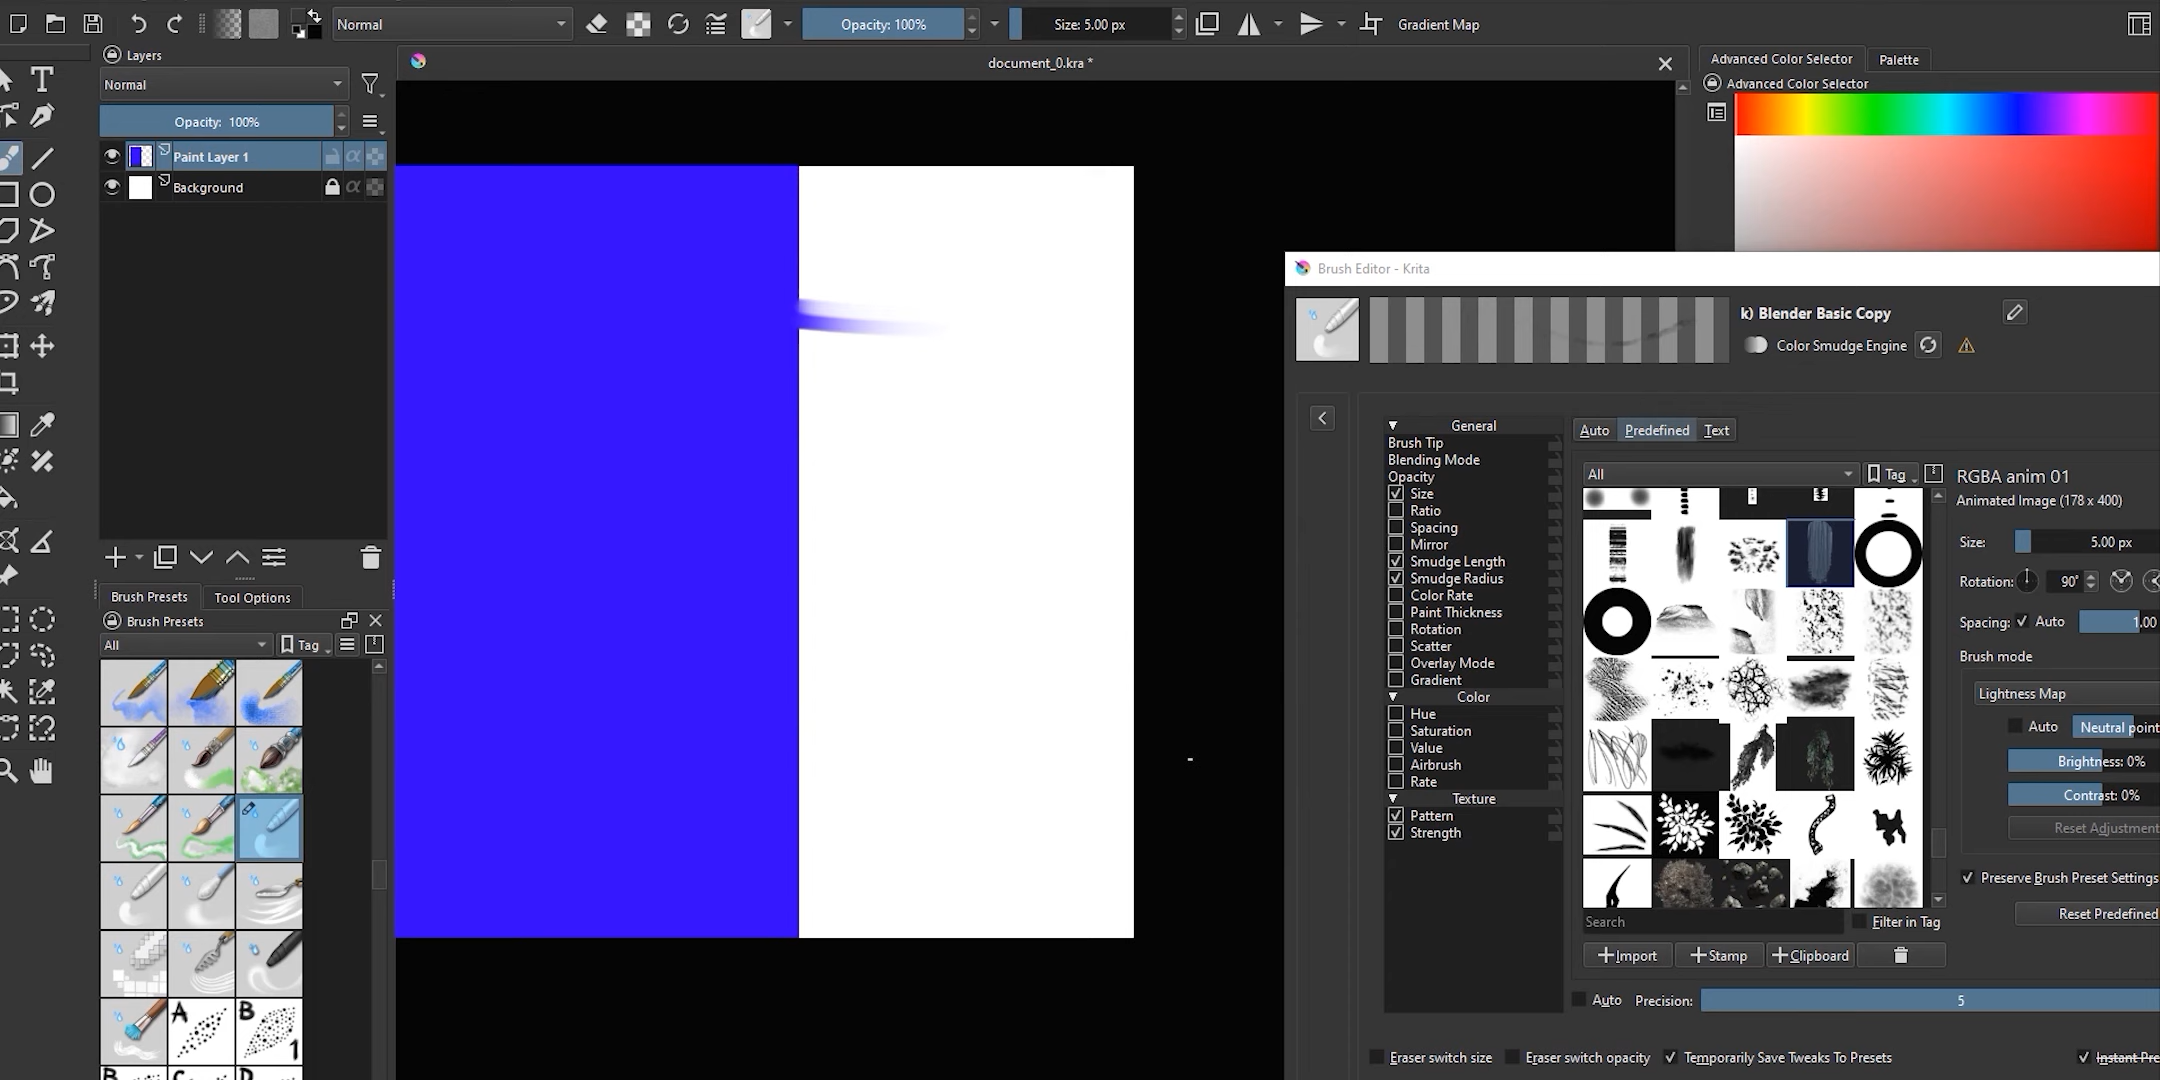 Normal
Opacity: 100%
Size: 5.00 px
Gradient Map
Layers
Normal
Opacity: 100%
Paint Layer 1
Background
Brush Presets
Tool Options
Brush Presets
All
Tag
A
B
1
B
C
D
document_0.kra *
Advanced Color Selector
Palette
Advanced Color Selector
Brush Editor - Krita
k) Blender Basic Copy
Color Smudge Engine
General
Brush Tip
Blending Mode
Opacity
Size
Ratio
Spacing
Mirror
Smudge Length
Smudge Radius
Color Rate
Paint Thickness
Rotation
Scatter
Overlay Mode
Gradient
Color
Hue
Saturation
Value
Airbrush
Rate
Texture
Pattern
Strength
Auto
Predefined
Text
All
Tag
RGBA anim 01
Animated Image (178 x 400)
Size: 5.00 px
Rotation: 90°
Spacing: Auto 1.00
Brush mode
Lightness Map
Auto Neutral point
Brightness: 0%
Contrast: 0%
Reset Adjustment
Preserve Brush Preset Settings
Reset Predefined
Search
Filter in Tag
Import
Stamp
Clipboard
Auto Precision: 5
Eraser switch size
Eraser switch opacity
Temporarily Save Tweaks To Presets
Instant Pre